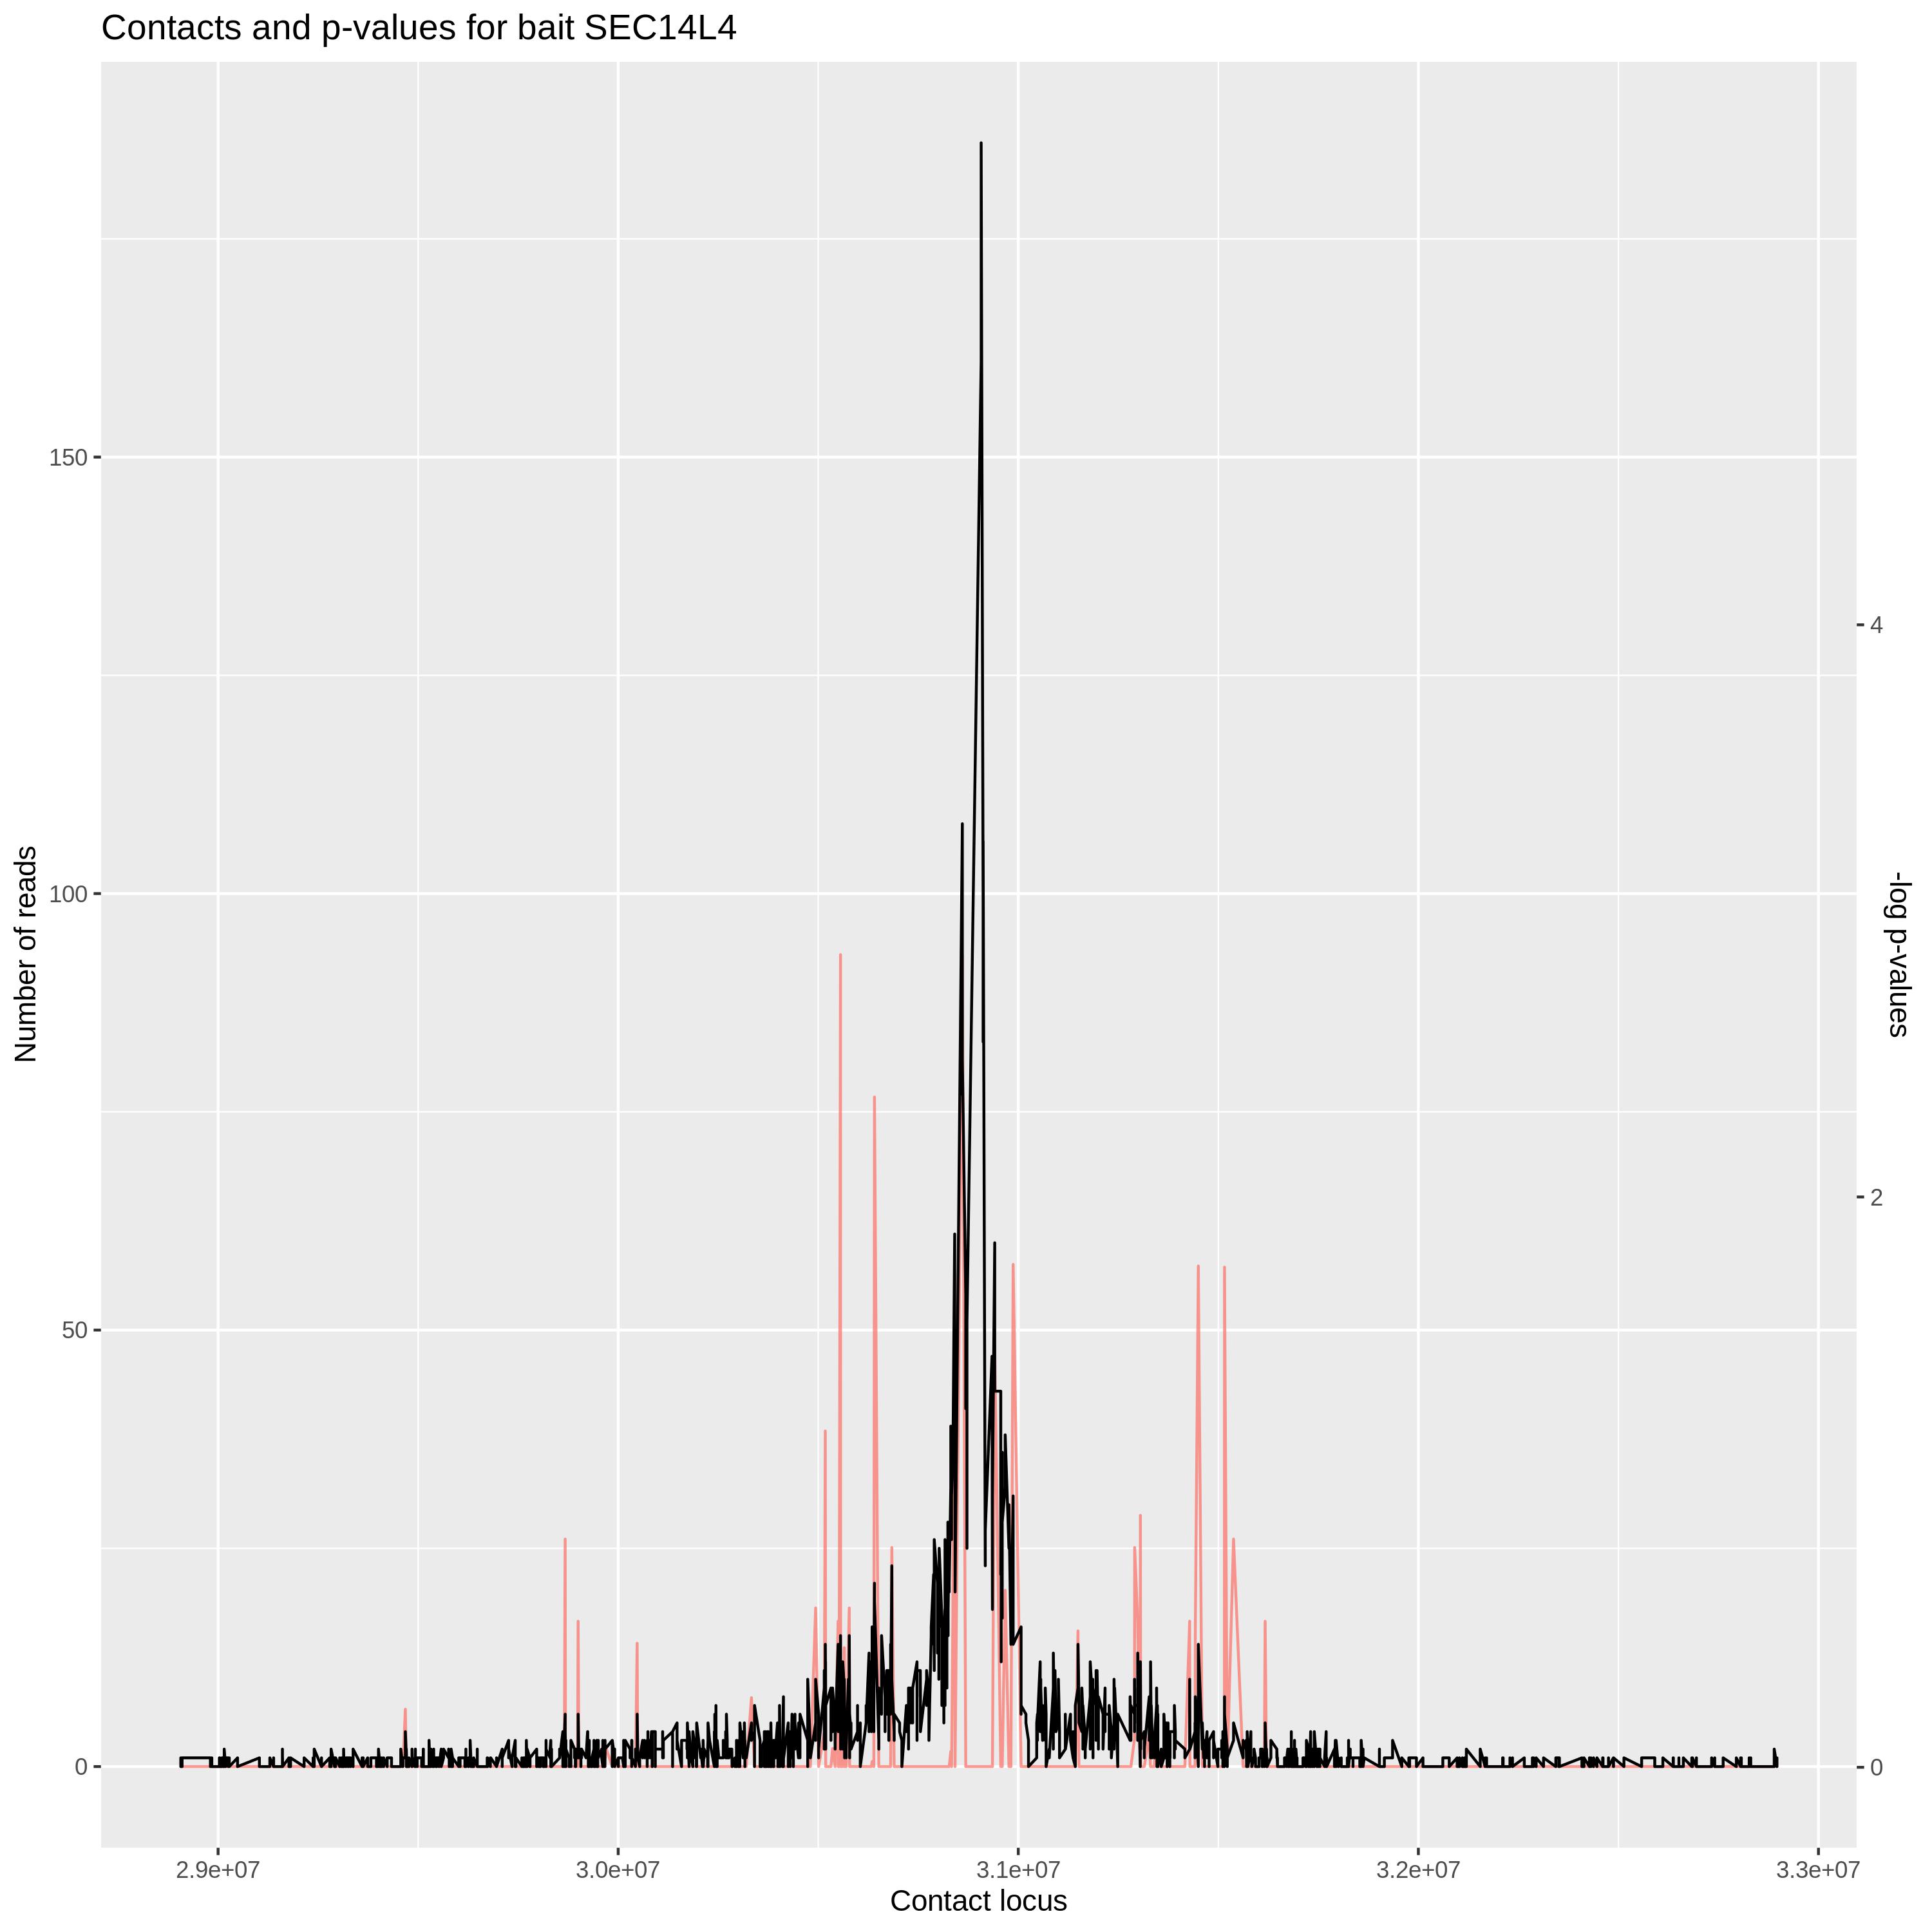 Contacts and p-values for bait SEC14L4
150
100
50
0
Number of reads
4
2
0
-log p-values
2.9e+07
3.0e+07
3.1e+07
3.2e+07
3.3e+07
Contact locus